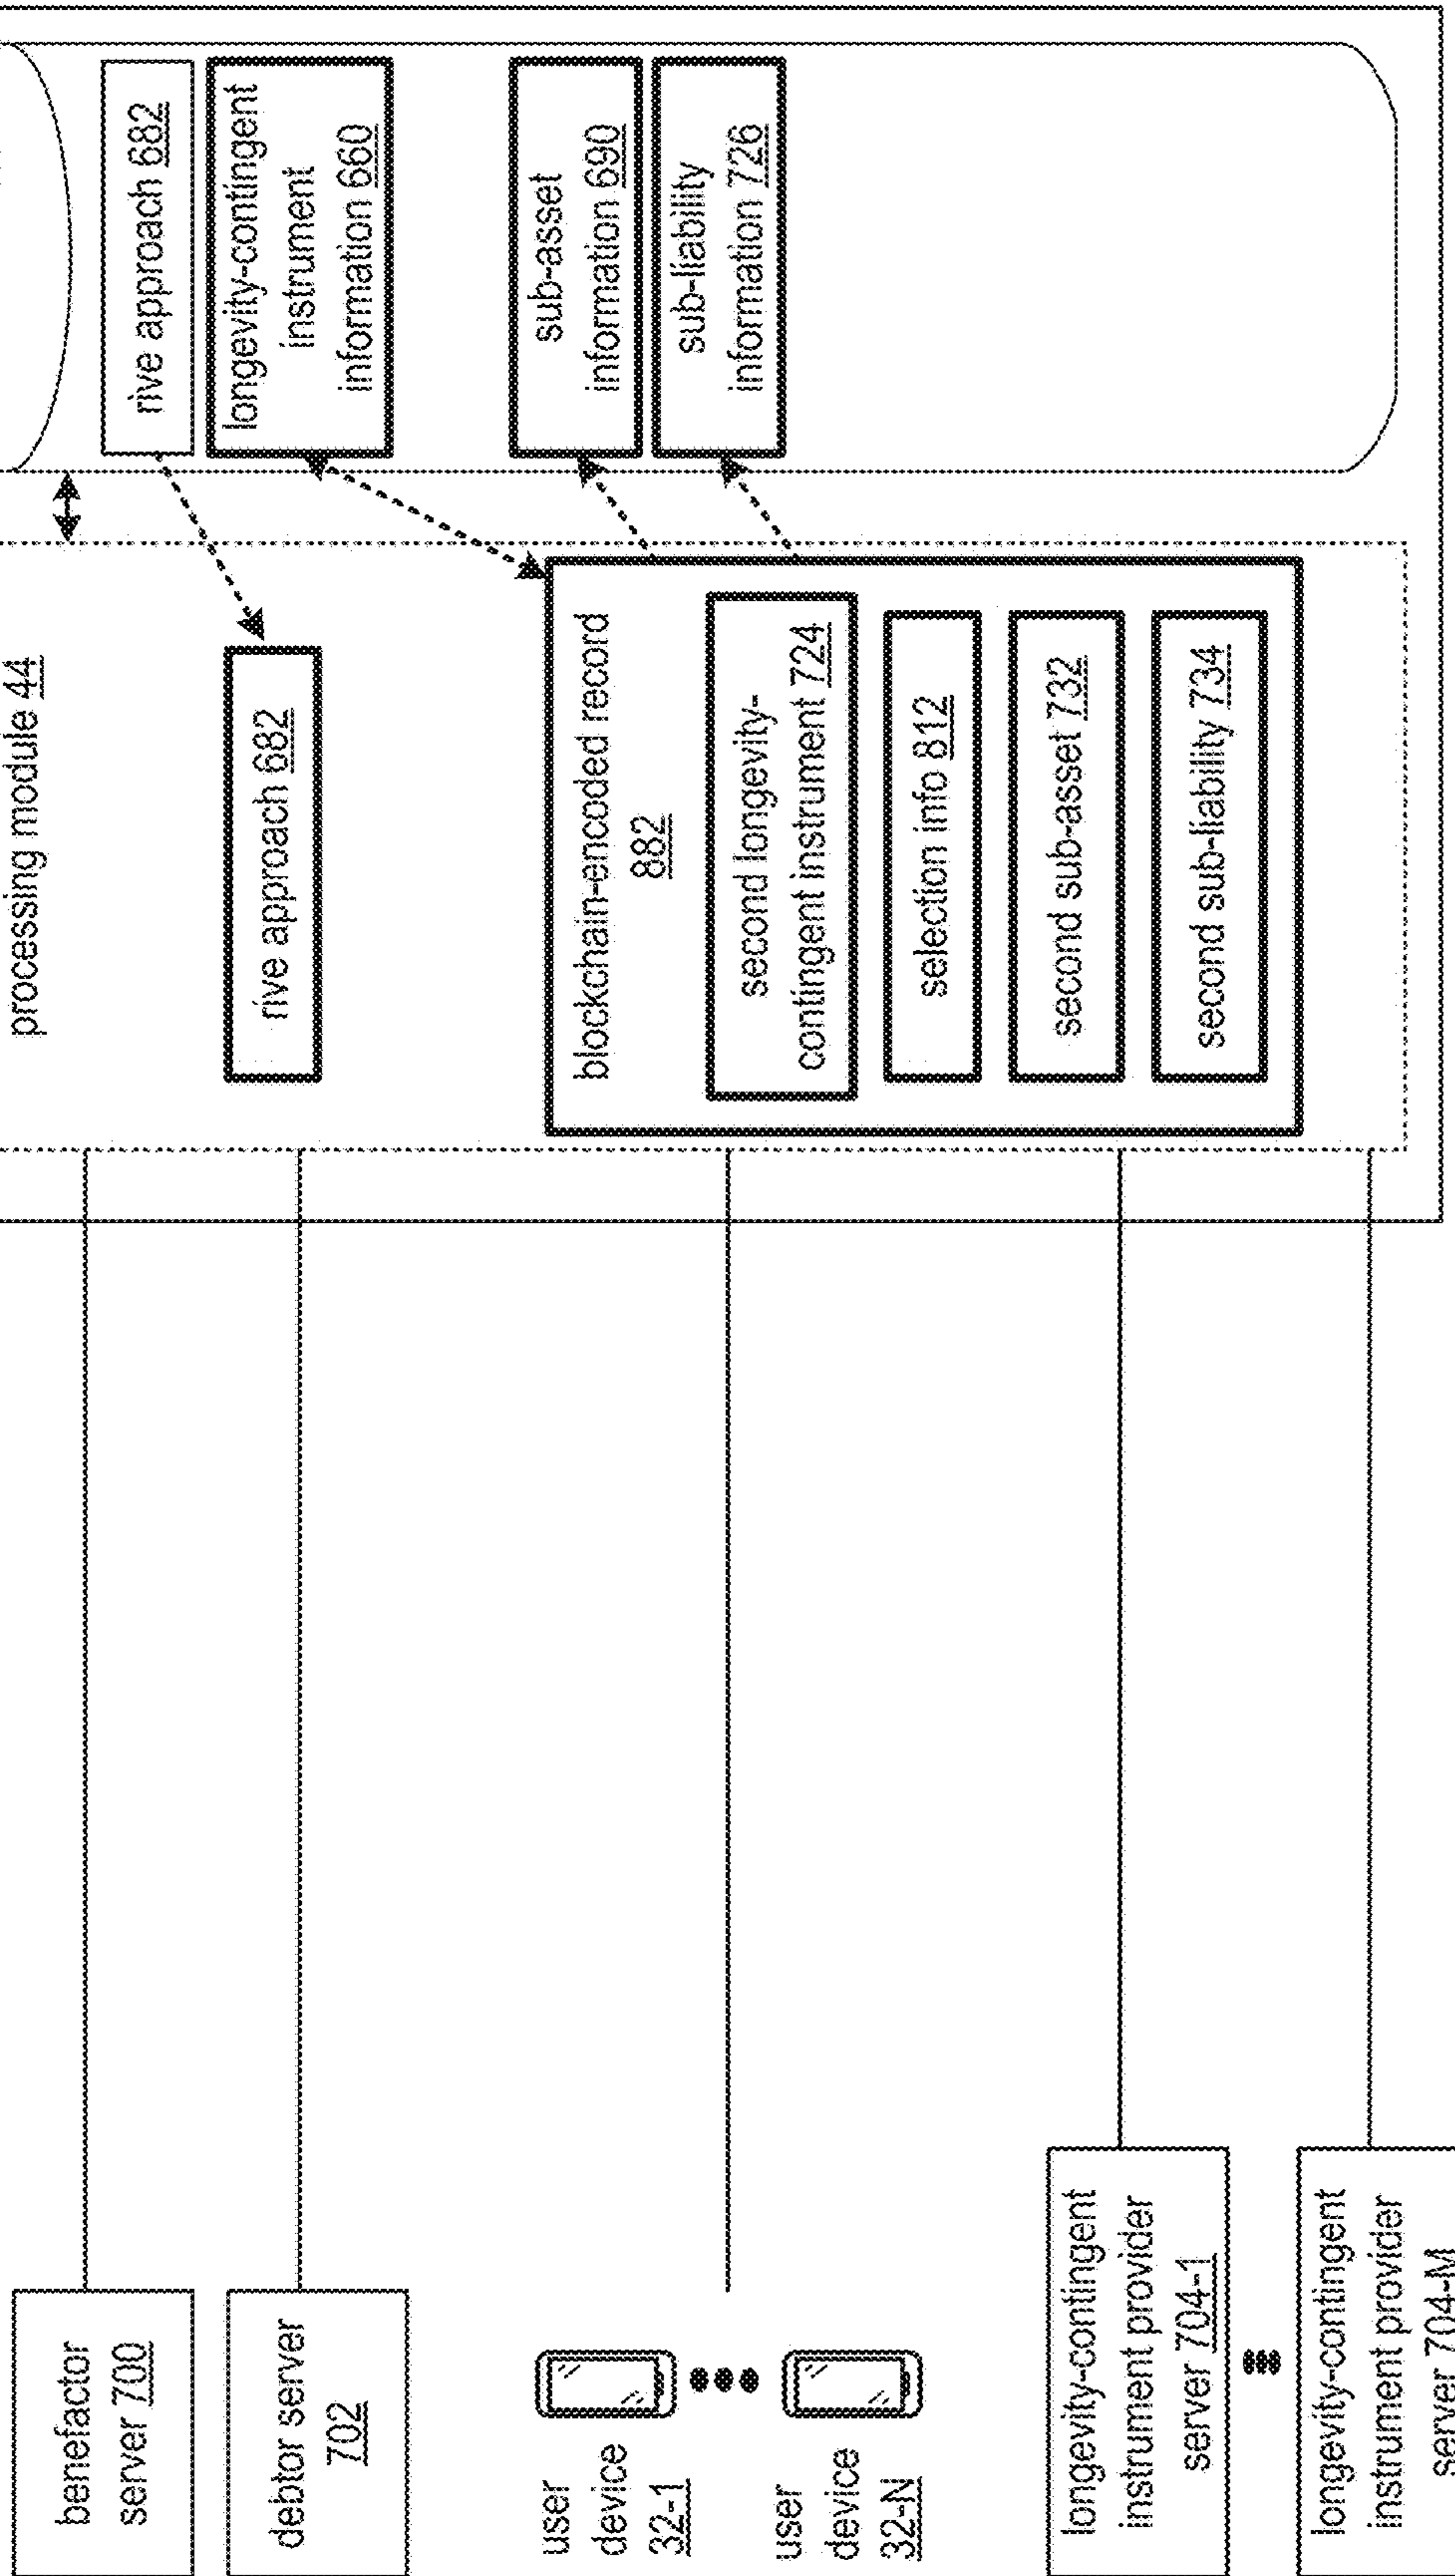 benefactor
server 700
debtor server
702
user
device
32-1
user
device
32-N
longevity-contingent
instrument provider
server 704-1
longevity-contingent
instrument provider
server 704-M
processing module 44
rive approach 682
blockchain-encoded record
882
second longevity-
contingent instrument 724
selection info 812
second sub-asset 732
second sub-liability 734
rive approach 682
longevity-contingent
instrument
information 660
sub-asset
information 690
sub-liability
information 726